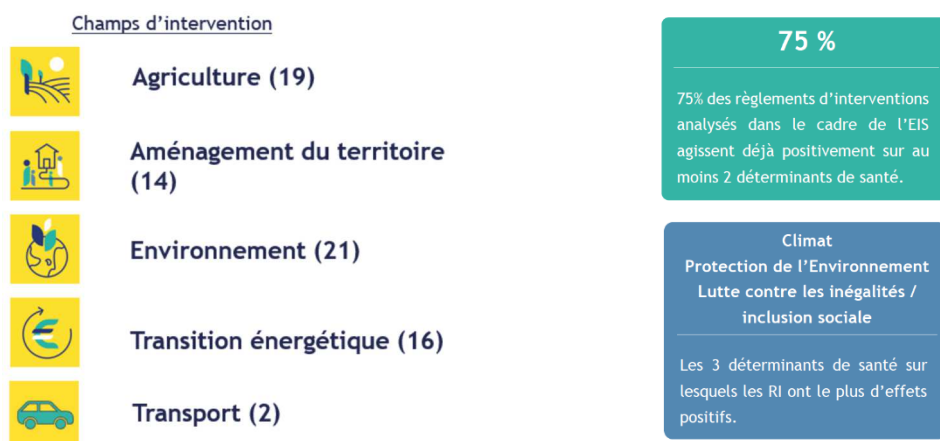 Champs d'intervention
Agriculture (19)
Aménagement du territoire
(14)
Environnement (21)
Transition énergétique (16)
Transport (2)
75 %
75% des règlements d'interventions
analysés dans le cadre de l'EIS
agissent déjà positivement sur au
moins 2 déterminants de santé.
Climat
Protection de l'Environnement
Lutte contre les inégalités /
inclusion sociale
Les 3 déterminants de santé sur
lesquels les RI ont le plus d'effets
positifs.